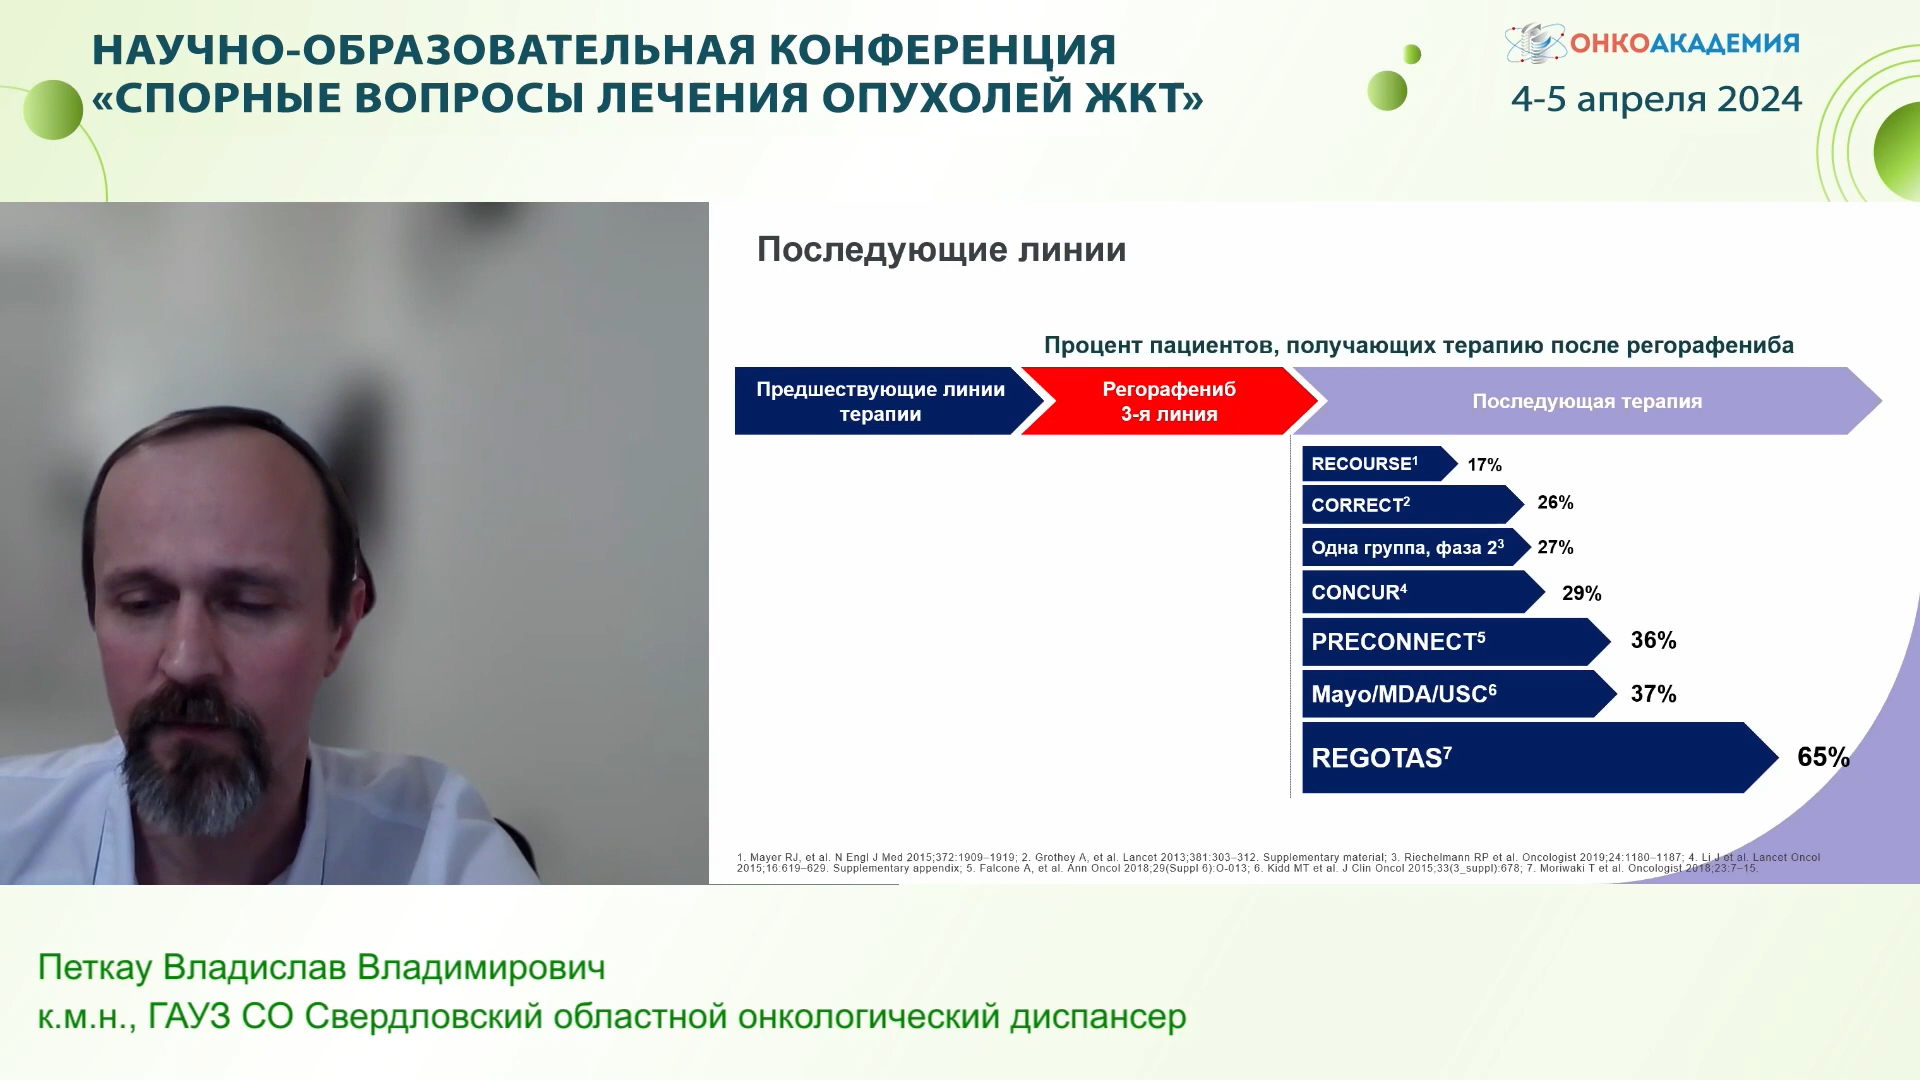 НАУЧНО-ОБРАЗОВАТЕЛЬНАЯ КОНФЕРЕНЦИЯ
«СПОРНЫЕ ВОПРОСЫ ЛЕЧЕНИЯ ОПУХОЛЕЙ ЖКТ»
ОНКОАКАДЕМИЯ
4-5 апреля 2024
Последующие линии
Процент пациентов, получающих терапию после регорафениба
Предшествующие линии
терапии
Регорафениб
3-я линия
Последующая терапия
RECOURSE¹ 17%
CORRECT² 26%
Одна группа, фаза 2³ 27%
CONCUR⁴ 29%
PRECONNECT⁵ 36%
Mayo/MDA/USC⁶ 37%
REGOTAS⁷ 65%
1. Mayer RJ, et al. N Engl J Med 2015;372:1909–1919; 2. Grothey A, et al. Lancet 2013;381:303–312. Supplementary material; 3. Riechelmann RP et al. Oncologist 2019;24:1180–1187; 4. Li J et al. Lancet Oncol
2015;16:619–629. Supplementary appendix; 5. Falcone A, et al. Ann Oncol 2018;29(Suppl 6):O-013; 6. Kidd MT et al. J Clin Oncol 2015;33(3_suppl):678; 7. Moriwaki T et al. Oncologist 2018;23:7–15.
Петкау Владислав Владимирович
к.м.н., ГАУЗ СО Свердловский областной онкологический диспансер